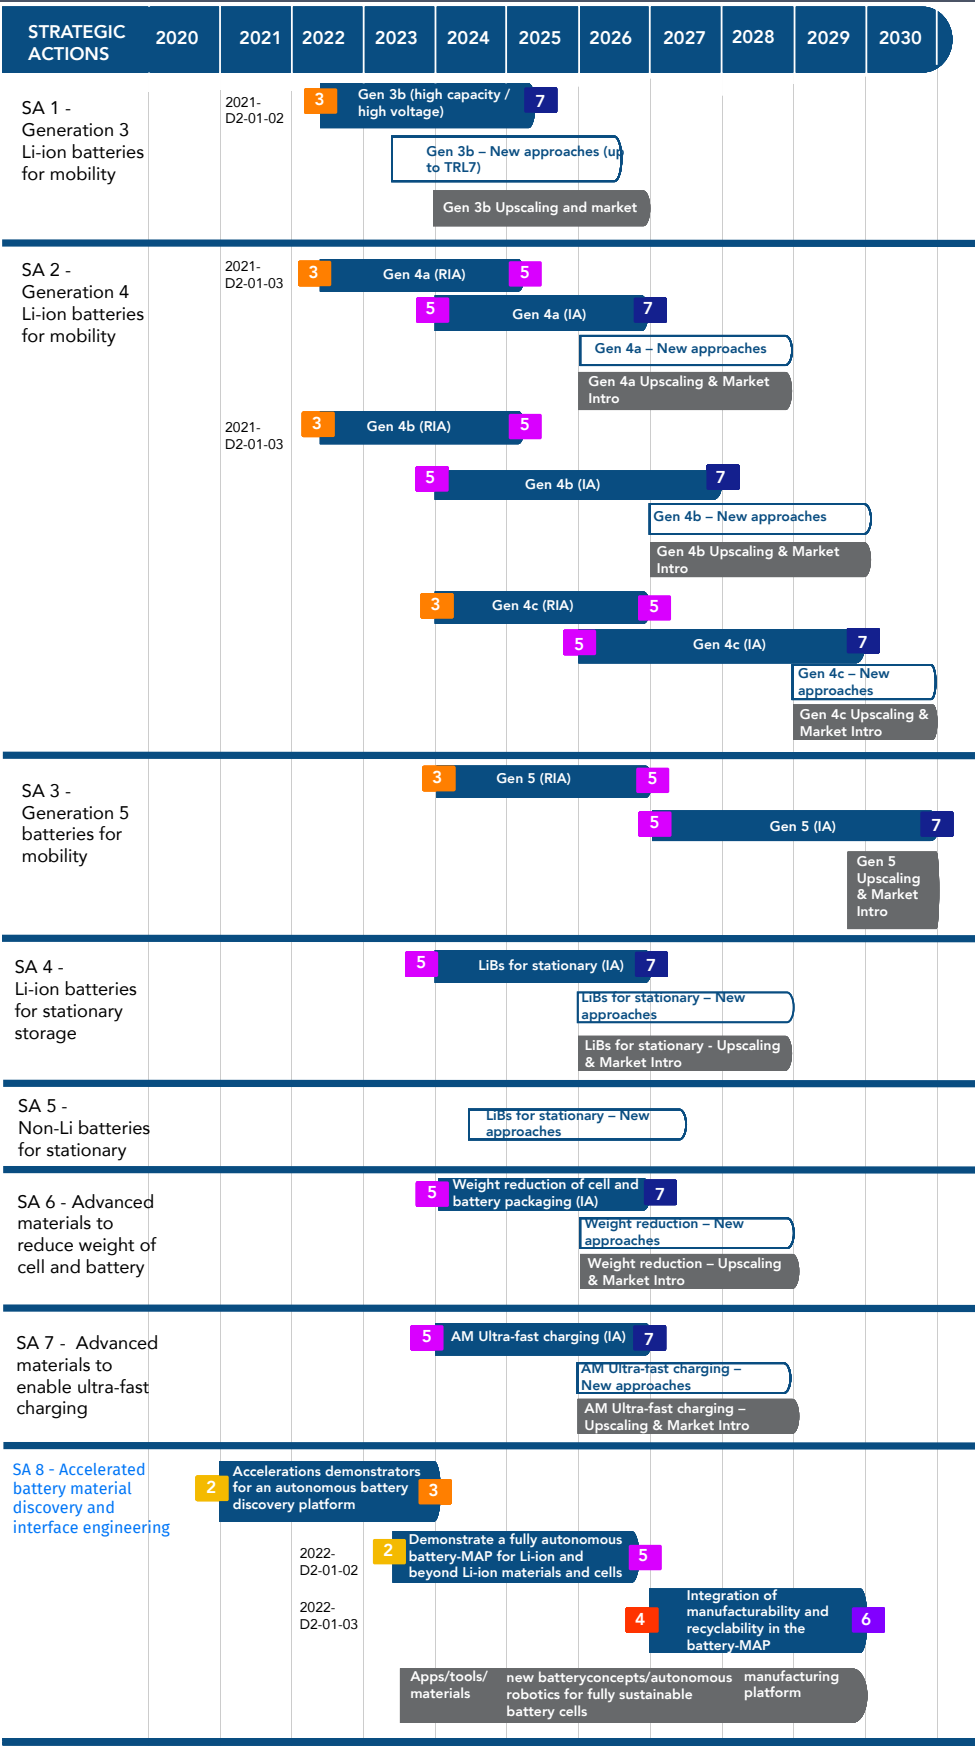 STRATEGIC
ACTIONS
2020
2021
2022
2023
2024
2025
2026
2027
2028
2029
2030
SA 1 -
Generation 3
Li-ion batteries
for mobility
2021-
D2-01-02
3
Gen 3b (high capacity /
high voltage)
7
Gen 3b – New approaches (up
to TRL7)
Gen 3b Upscaling and market
SA 2 -
Generation 4
Li-ion batteries
for mobility
2021-
D2-01-03
3
Gen 4a (RIA)
5
5
Gen 4a (IA)
7
Gen 4a – New approaches
Gen 4a Upscaling & Market
Intro
2021-
D2-01-03
3
Gen 4b (RIA)
5
5
Gen 4b (IA)
7
Gen 4b – New approaches
Gen 4b Upscaling & Market
Intro
3
Gen 4c (RIA)
5
5
Gen 4c (IA)
7
Gen 4c – New
approaches
Gen 4c Upscaling &
Market Intro
SA 3 -
Generation 5
batteries for
mobility
3
Gen 5 (RIA)
5
5
Gen 5 (IA)
7
Gen 5
Upscaling
& Market
Intro
SA 4 -
Li-ion batteries
for stationary
storage
5
LiBs for stationary (IA)
7
LiBs for stationary – New
approaches
LiBs for stationary - Upscaling
& Market Intro
SA 5 -
Non-Li batteries
for stationary
LiBs for stationary – New
approaches
SA 6 - Advanced
materials to
reduce weight of
cell and battery
5
Weight reduction of cell and
battery packaging (IA)
7
Weight reduction – New
approaches
Weight reduction – Upscaling
& Market Intro
SA 7 - Advanced
materials to
enable ultra-fast
charging
5
AM Ultra-fast charging (IA)
7
AM Ultra-fast charging –
New approaches
AM Ultra-fast charging –
Upscaling & Market Intro
SA 8 - Accelerated
battery material
discovery and
interface engineering
2
Accelerations demonstrators
for an autonomous battery
discovery platform
3
2022-
D2-01-02
2
Demonstrate a fully autonomous
battery-MAP for Li-ion and
beyond Li-ion materials and cells
5
2022-
D2-01-03
4
Integration of
manufacturability and
recyclability in the
battery-MAP
6
Apps/tools/
materials
new batteryconcepts/autonomous
robotics for fully sustainable
battery cells
manufacturing
platform